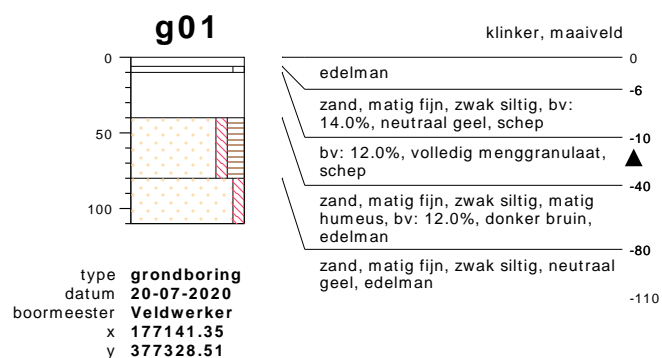 g01
klinker, maaiveld
0
0
edelman
-6
zand, matig fijn, zwak siltig, bv:
14.0%, neutraal geel, schep
-10
50
bv: 12.0%, volledig menggranulaat,
schep
-40
zand, matig fijn, zwak siltig, matig
humeus, bv: 12.0%, donker bruin,
edelman
100
-80
zand, matig fijn, zwak siltig, neutraal
geel, edelman
-110
type grondboring
datum 20-07-2020
boormeester Veldwerker
x 177141.35
y 377328.51